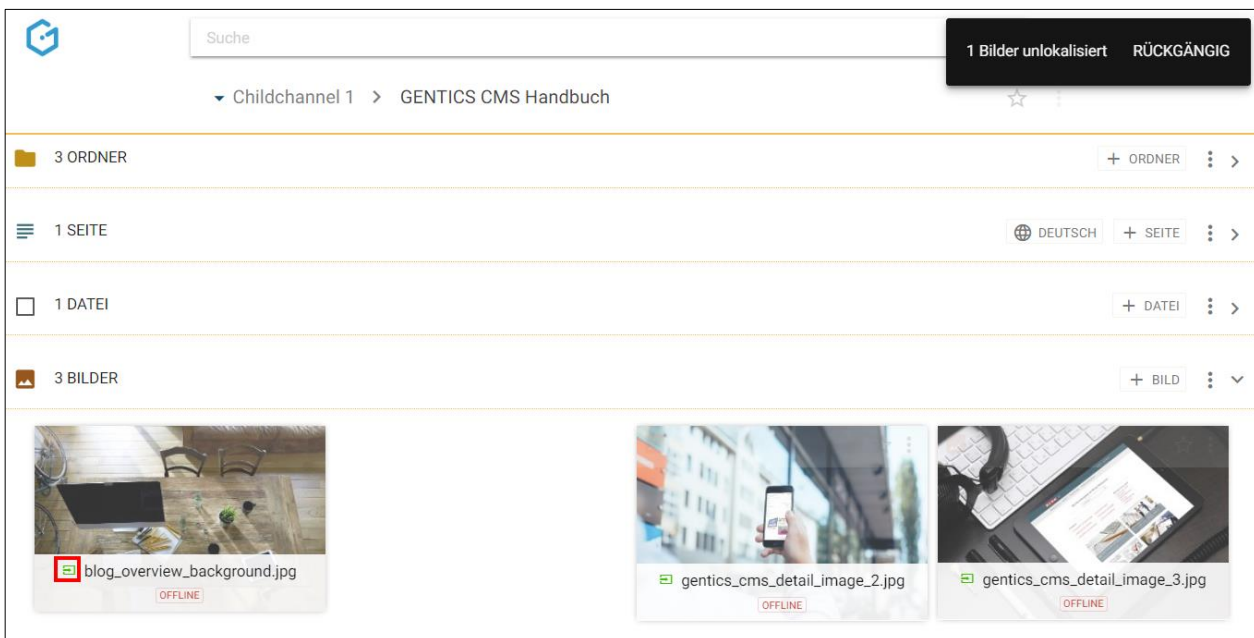 Suche
1 Bilder unlokalisiert RÜCKGÄNGIG
Childchannel 1 > GENTICS CMS Handbuch
3 ORDNER + ORDNER
1 SEITE DEUTSCH + SEITE
1 DATEI + DATEI
3 BILDER + BILD
blog_overview_background.jpg
OFFLINE
gentics_cms_detail_image_2.jpg
OFFLINE
gentics_cms_detail_image_3.jpg
OFFLINE